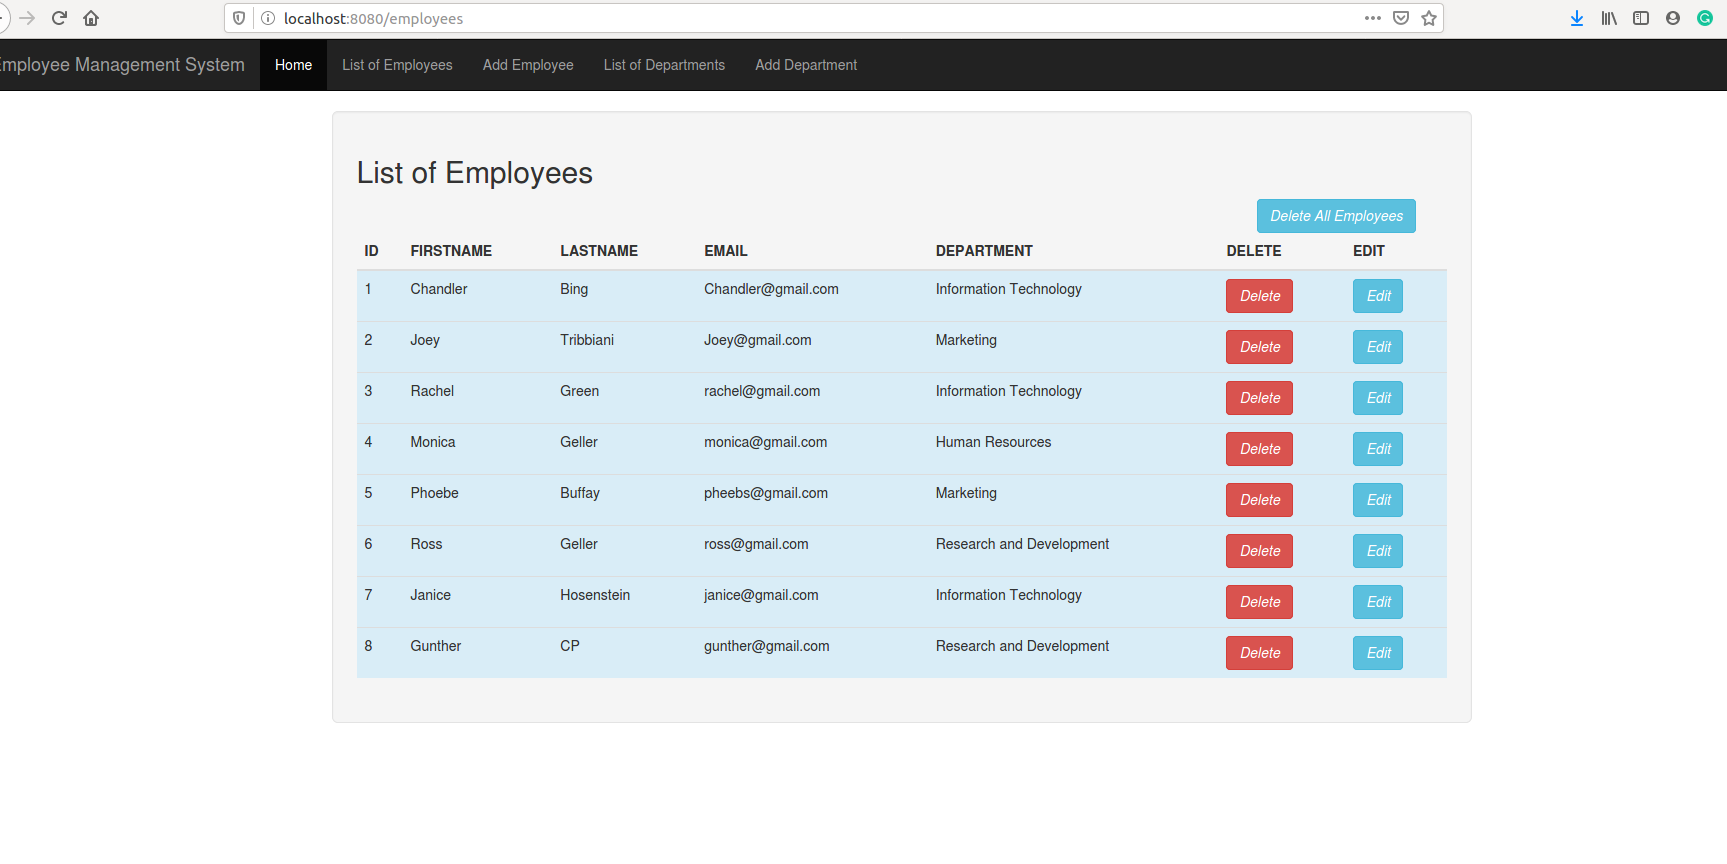 localhost:8080/employees
Employee Management System Home List of Employees Add Employee List of Departments Add Department
List of Employees
Delete All Employees
ID FIRSTNAME LASTNAME EMAIL DEPARTMENT DELETE EDIT
1 Chandler Bing Chandler@gmail.com Information Technology Delete Edit
2 Joey Tribbiani Joey@gmail.com Marketing Delete Edit
3 Rachel Green rachel@gmail.com Information Technology Delete Edit
4 Monica Geller monica@gmail.com Human Resources Delete Edit
5 Phoebe Buffay pheebs@gmail.com Marketing Delete Edit
6 Ross Geller ross@gmail.com Research and Development Delete Edit
7 Janice Hosenstein janice@gmail.com Information Technology Delete Edit
8 Gunther CP gunther@gmail.com Research and Development Delete Edit